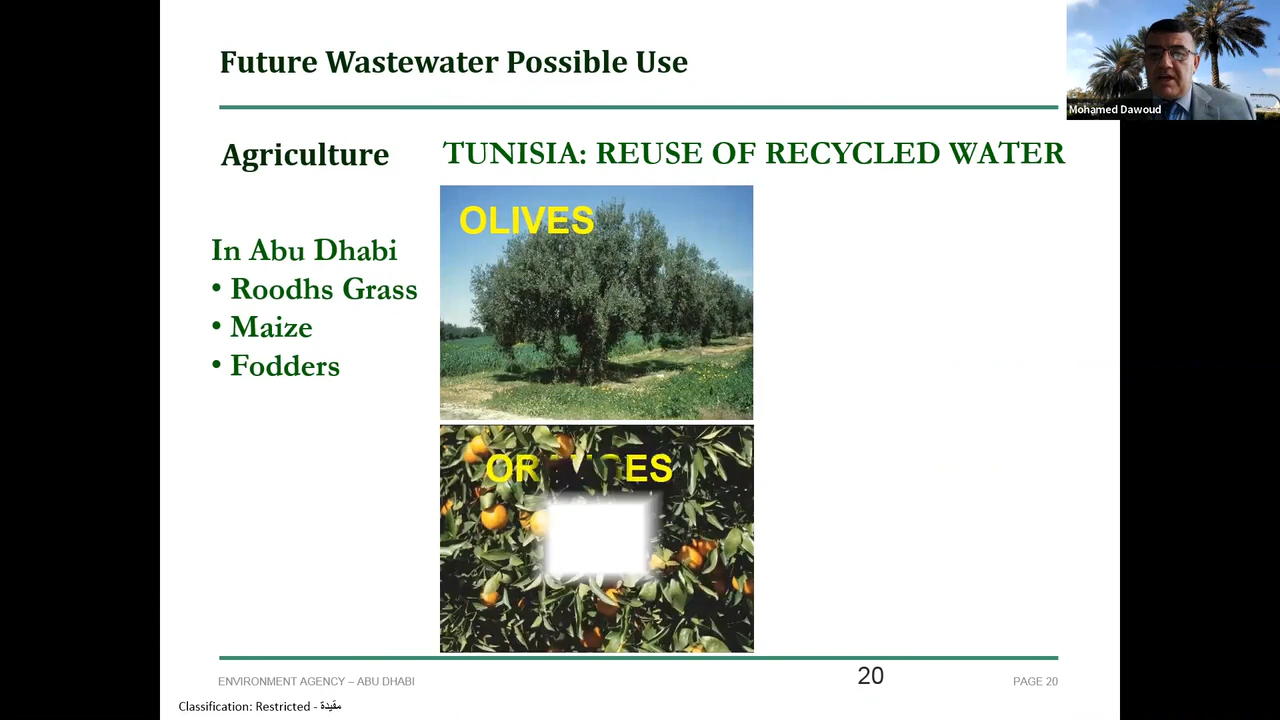 Future Wastewater Possible Use
Mohamed Dawoud
Agriculture
TUNISIA: REUSE OF RECYCLED WATER
In Abu Dhabi
• Roodhs Grass
• Maize
• Fodders
OLIVES
ENVIRONMENT AGENCY – ABU DHABI
20
PAGE 20
Classification: Restricted - مقيدة